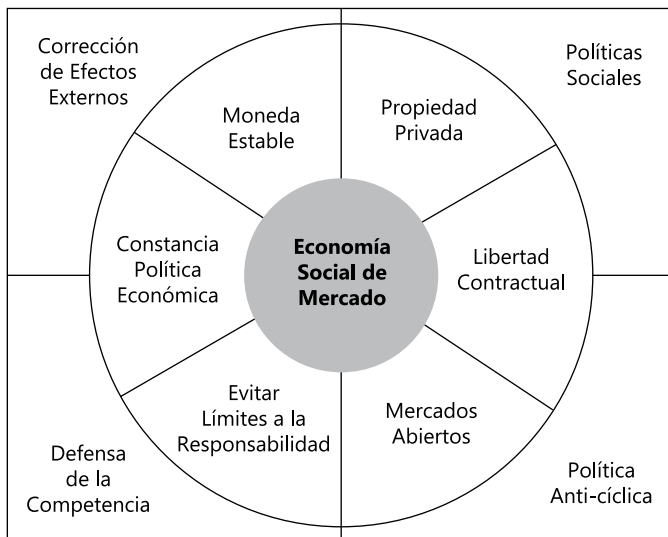 Corrección
de Efectos
Externos
Políticas
Sociales
Moneda
Estable
Propiedad
Privada
Constancia
Política
Económica
Economía
Social de
Mercado
Libertad
Contractual
Evitar
Límites a la
Responsabilidad
Mercados
Abiertos
Defensa
de la
Competencia
Política
Anti-cíclica